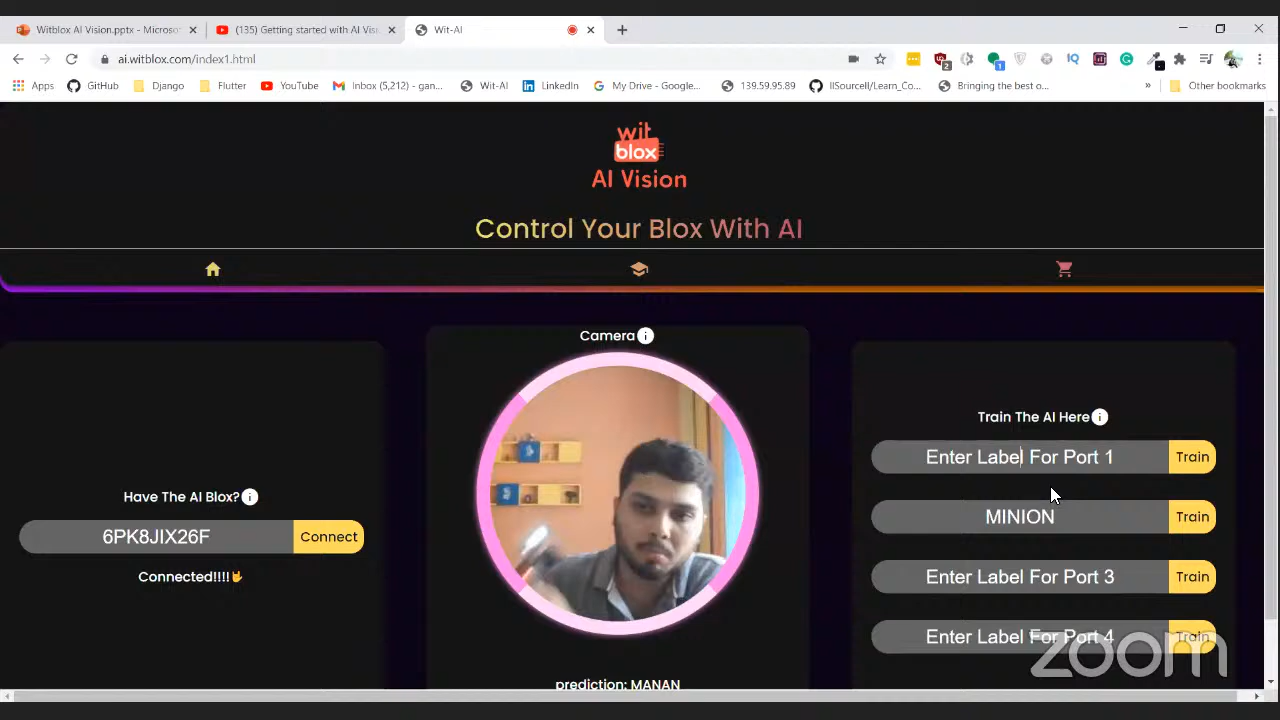 Witblox AI Vision.pptx - Microsof
(135) Getting started with AI Visi
Wit-AI
ai.witblox.com/index1.html
Apps
GitHub
Django
Flutter
YouTube
Inbox (5,212) - gan...
Wit-AI
LinkedIn
My Drive - Google...
139.59.95.89
llSourcell/Learn_Co...
Bringing the best o...
»
Other bookmarks
wit
blox
AI Vision
Control Your Blox With AI
Camera
Train The AI Here
Enter Label For Port 1
Train
Have The AI Blox?
6PK8JIX26F
Connect
Connected!!!!🤟
MINION
Train
Enter Label For Port 3
Train
Enter Label For Port 4
Train
prediction: MANAN
zoom